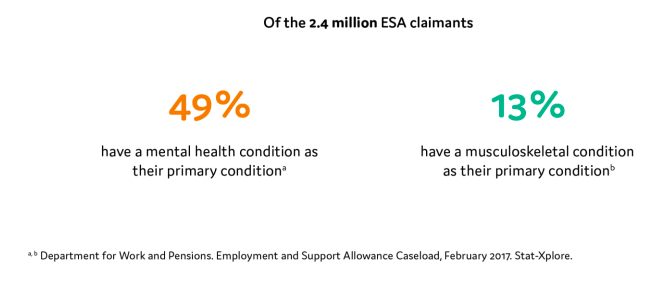 Of the 2.4 million ESA claimants
49%
13%
have a mental health condition as
their primary conditionᵃ
have a musculoskeletal condition
as their primary conditionᵇ
ᵃ,ᵇ Department for Work and Pensions. Employment and Support Allowance Caseload, February 2017. Stat-Xplore.